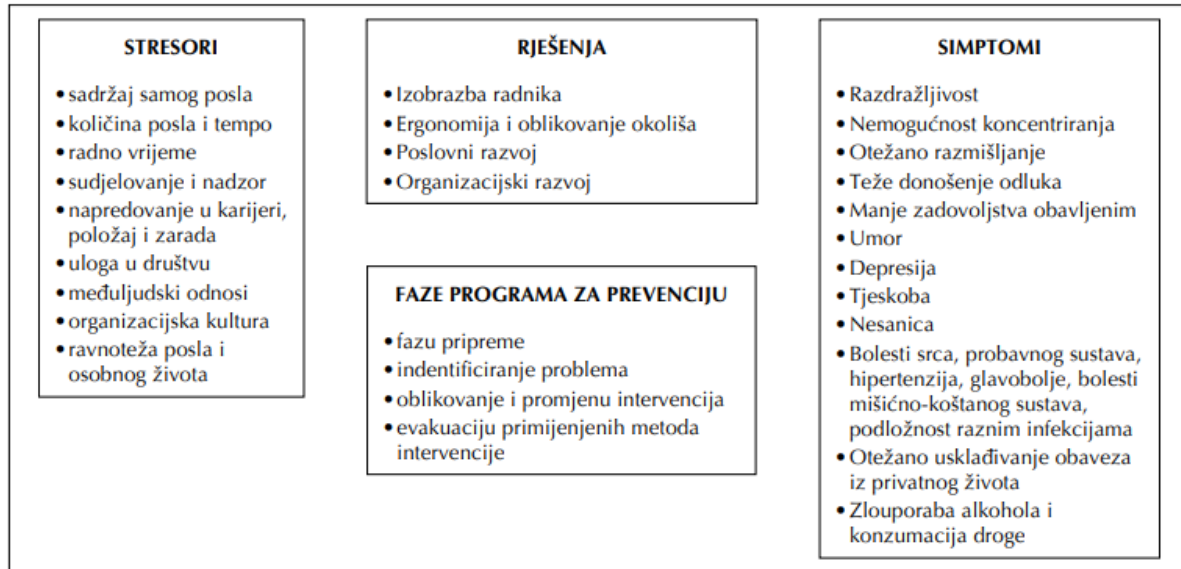 STRESORI
• sadržaj samog posla
• količina posla i tempo
• radno vrijeme
• sudjelovanje i nadzor
• napredovanje u karijeri,
položaj i zarada
• uloga u društvu
• međuljudski odnosi
• organizacijska kultura
• ravnoteža posla i
osobnog života
RJEŠENJA
• Izobrazba radnika
• Ergonomija i oblikovanje okoliša
• Poslovni razvoj
• Organizacijski razvoj
FAZE PROGRAMA ZA PREVENCIJU
• fazu pripreme
• indentificiranje problema
• oblikovanje i promjenu intervencija
• evakuaciju primijenjenih metoda
intervencije
SIMPTOMI
• Razdražljivost
• Nemogućnost koncentriranja
• Otežano razmišljanje
• Teže donošenje odluka
• Manje zadovoljstva obavljenim
• Umor
• Depresija
• Tjeskoba
• Nesanica
• Bolesti srca, probavnog sustava,
hipertenzija, glavobolje, bolesti
mišićno-koštanog sustava,
podložnost raznim infekcijama
• Otežano usklađivanje obaveza
iz privatnog života
• Zlouporaba alkohola i
konzumacija droge